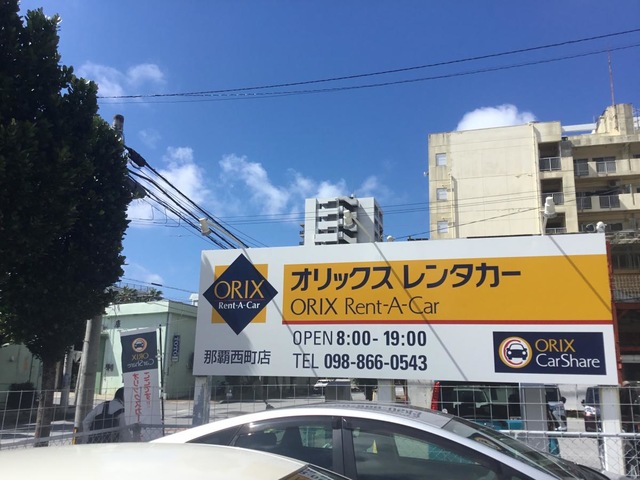 ORIX
Rent-A-Car
オリックス レンタカー
ORIX Rent-A-Car
那覇西町店
OPEN 8:00 - 19:00
TEL 098-866-0543
ORIX
CarShare